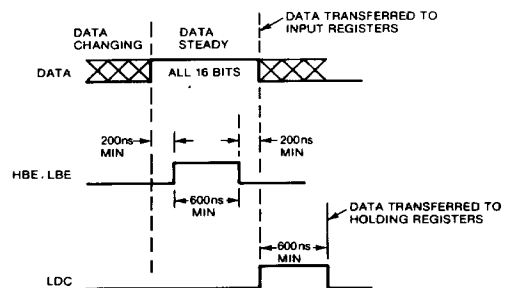 DATA TRANSFERRED TO
INPUT REGISTERS
DATA
CHANGING
DATA
STEADY
DATA
ALL 16 BITS
200ns
MIN
200ns
MIN
HBE, LBE
600ns
MIN
DATA TRANSFERRED TO
HOLDING REGISTERS
600ns
MIN
LDC